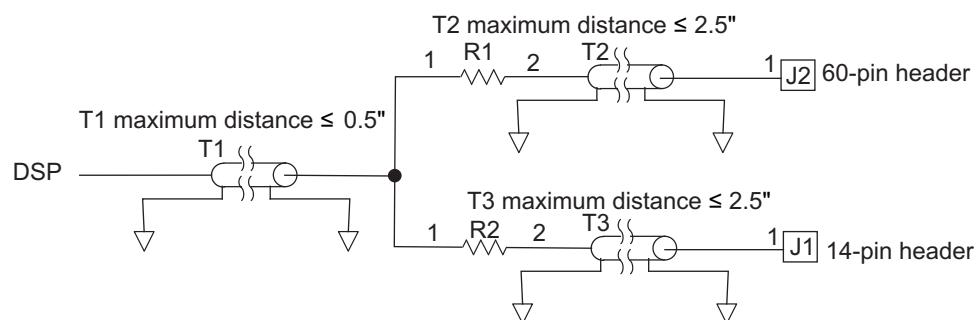 T2 maximum distance ≤ 2.5"
1 R1 2 T2 1 J2 60-pin header
T1 maximum distance ≤ 0.5"
T1
DSP
T3 maximum distance ≤ 2.5"
1 R2 2 T3 1 J1 14-pin header